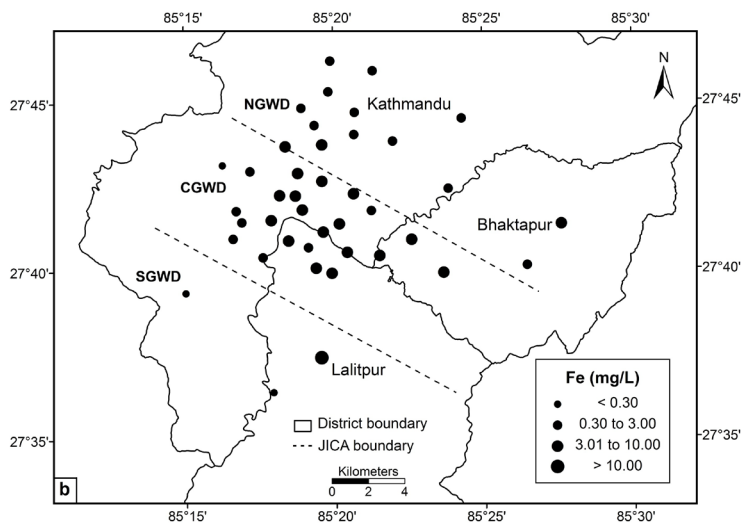 85°15' 85°20' 85°25' 85°30'
N
27°45' NGWD Kathmandu 27°45'
CGWD
Bhaktapur
27°40' SGWD 27°40'
Lalitpur
Fe (mg/L)
< 0.30
0.30 to 3.00
3.01 to 10.00
> 10.00
District boundary
JICA boundary
27°35' 27°35'
Kilometers
0 2 4
b
85°15' 85°20' 85°25' 85°30'